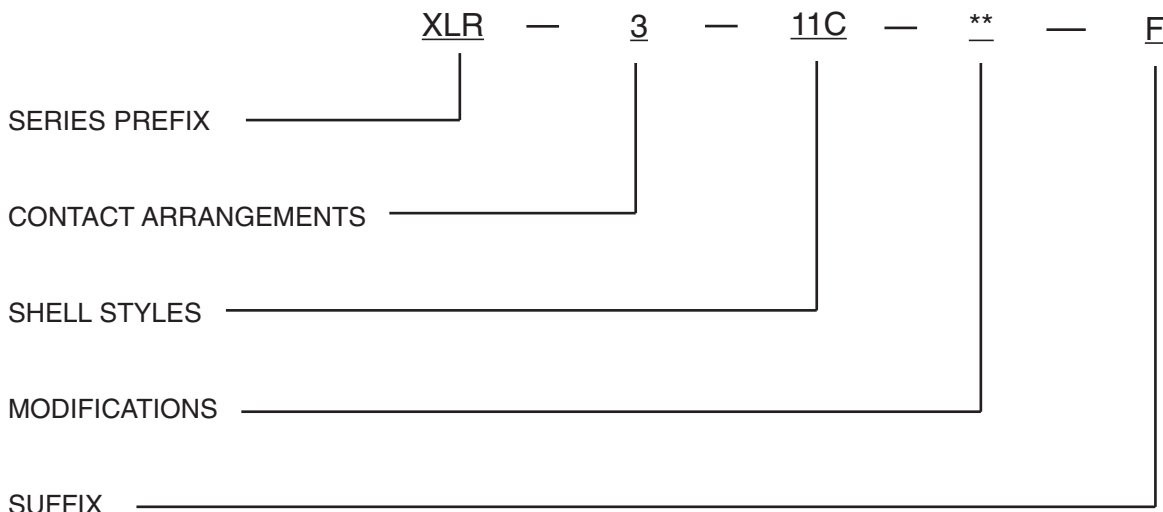 XLR — 3 — 11C — ** — F
SERIES PREFIX
CONTACT ARRANGEMENTS
SHELL STYLES
MODIFICATIONS
SUFFIX